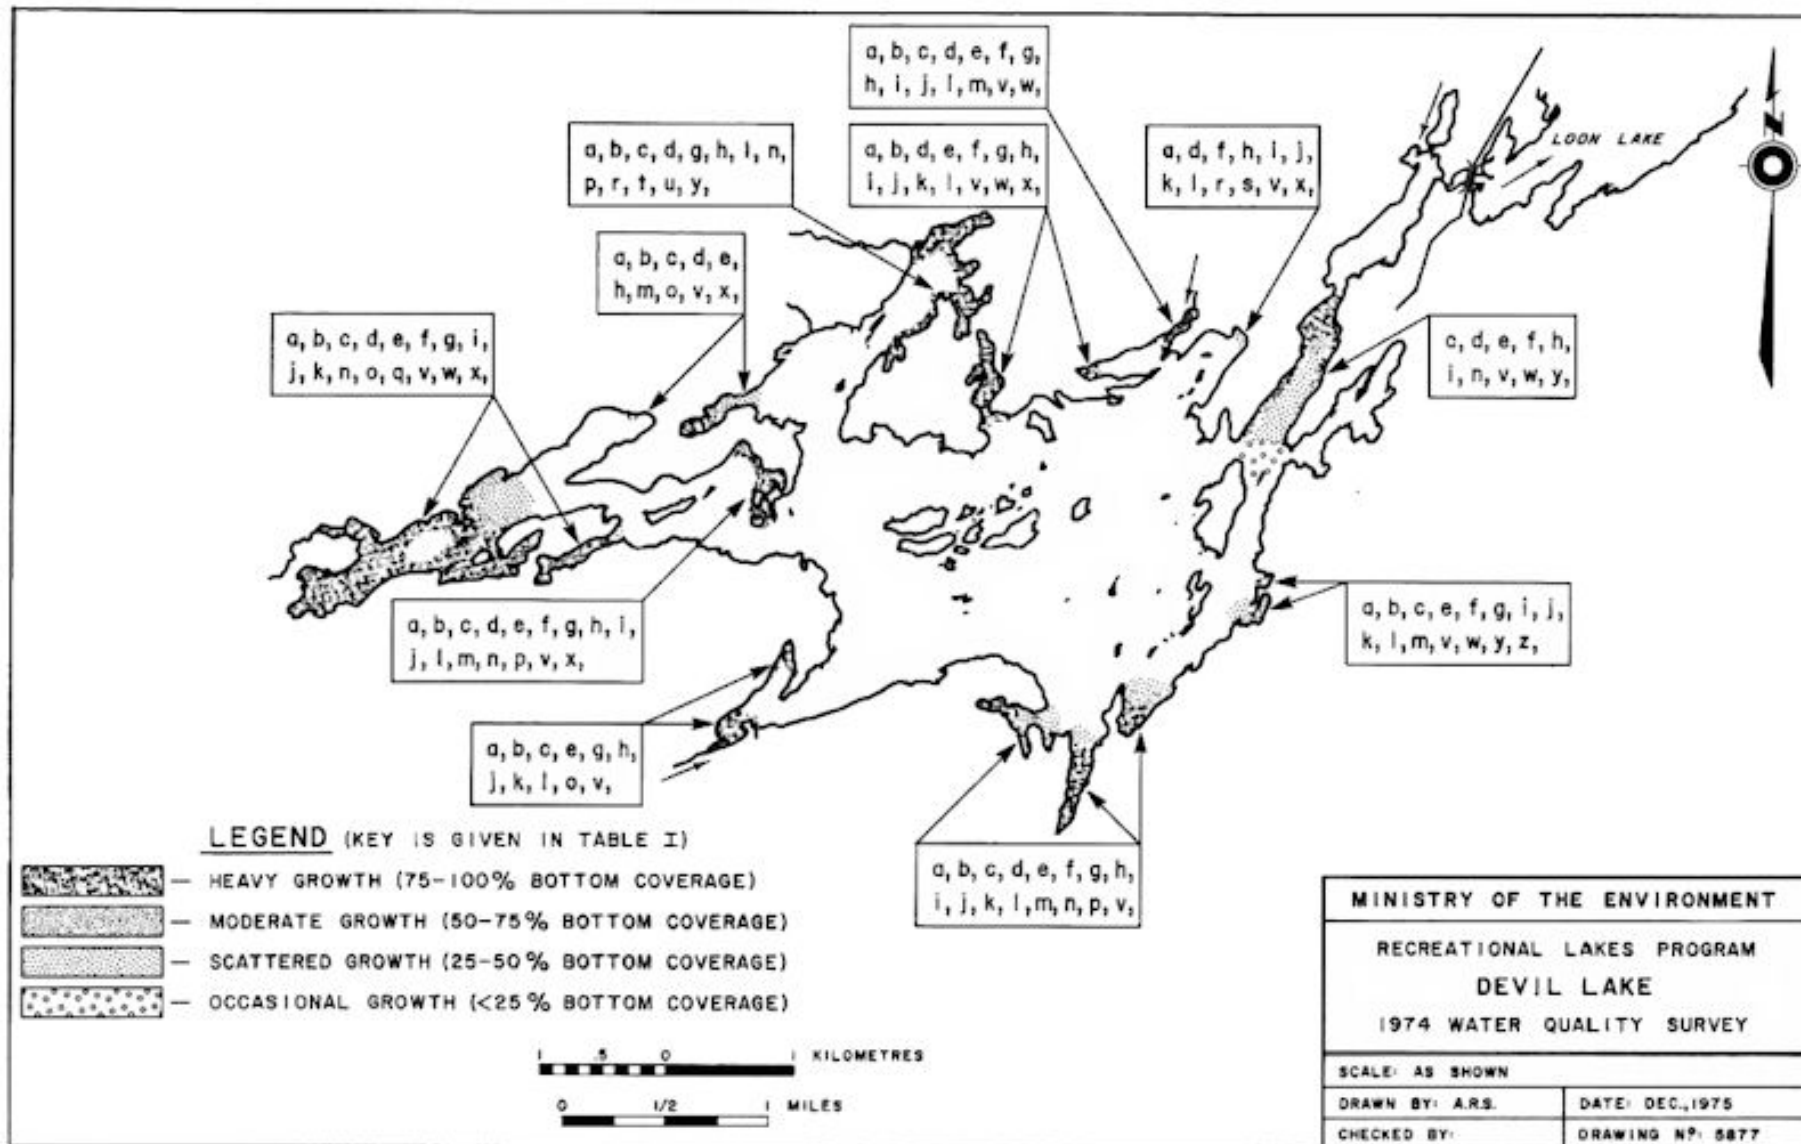 a, b, c, d, e, f, g,
h, i, j, l, m, v, w,
a, b, c, d, g, h, i, n,
p, r, t, u, y,
a, b, d, e, f, g, h,
i, j, k, l, v, w, x,
a, d, f, h, i, j,
k, l, r, s, v, x,
LOON LAKE
N
a, b, c, d, e,
h, m, o, v, x,
a, b, c, d, e, f, g, i,
j, k, n, o, q, v, w, x,
c, d, e, f, h,
i, n, v, w, y,
a, b, c, e, f, g, i, j,
k, l, m, v, w, y, z,
a, b, c, d, e, f, g, h, i,
j, l, m, n, p, v, x,
a, b, c, e, g, h,
j, k, l, o, v,
a, b, c, d, e, f, g, h,
i, j, k, l, m, n, p, v,
LEGEND (KEY IS GIVEN IN TABLE I)
— HEAVY GROWTH (75-100% BOTTOM COVERAGE)
— MODERATE GROWTH (50-75% BOTTOM COVERAGE)
— SCATTERED GROWTH (25-50% BOTTOM COVERAGE)
— OCCASIONAL GROWTH (<25% BOTTOM COVERAGE)
1 .5 0 1 KILOMETRES
0 1/2 1 MILES
MINISTRY OF THE ENVIRONMENT
RECREATIONAL LAKES PROGRAM
DEVIL LAKE
1974 WATER QUALITY SURVEY
SCALE: AS SHOWN
DRAWN BY: A.R.S. DATE: DEC., 1975
CHECKED BY: DRAWING Nº: 5877